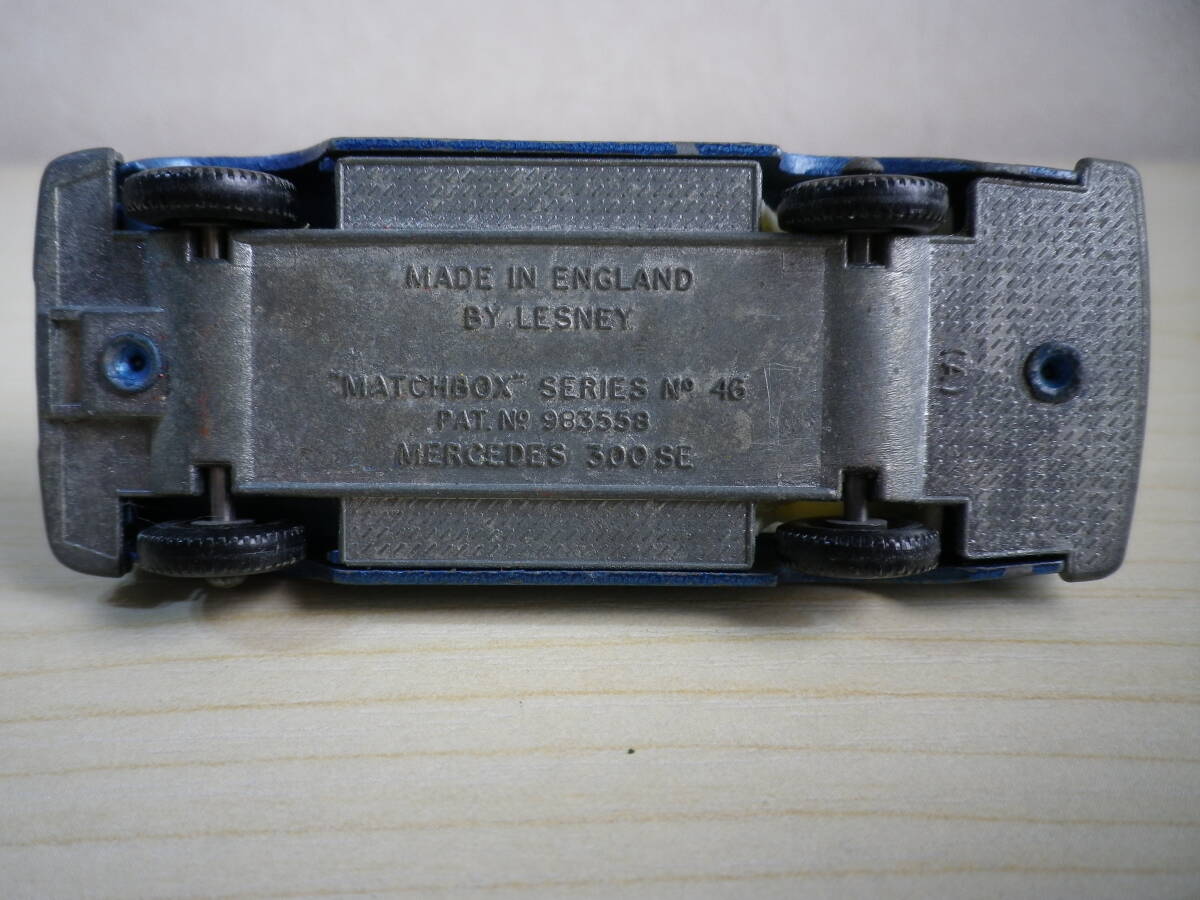 MADE IN ENGLAND
BY LESNEY
"MATCHBOX" SERIES Nº 46
PAT. Nº 983558
MERCEDES 300 SE
(A)